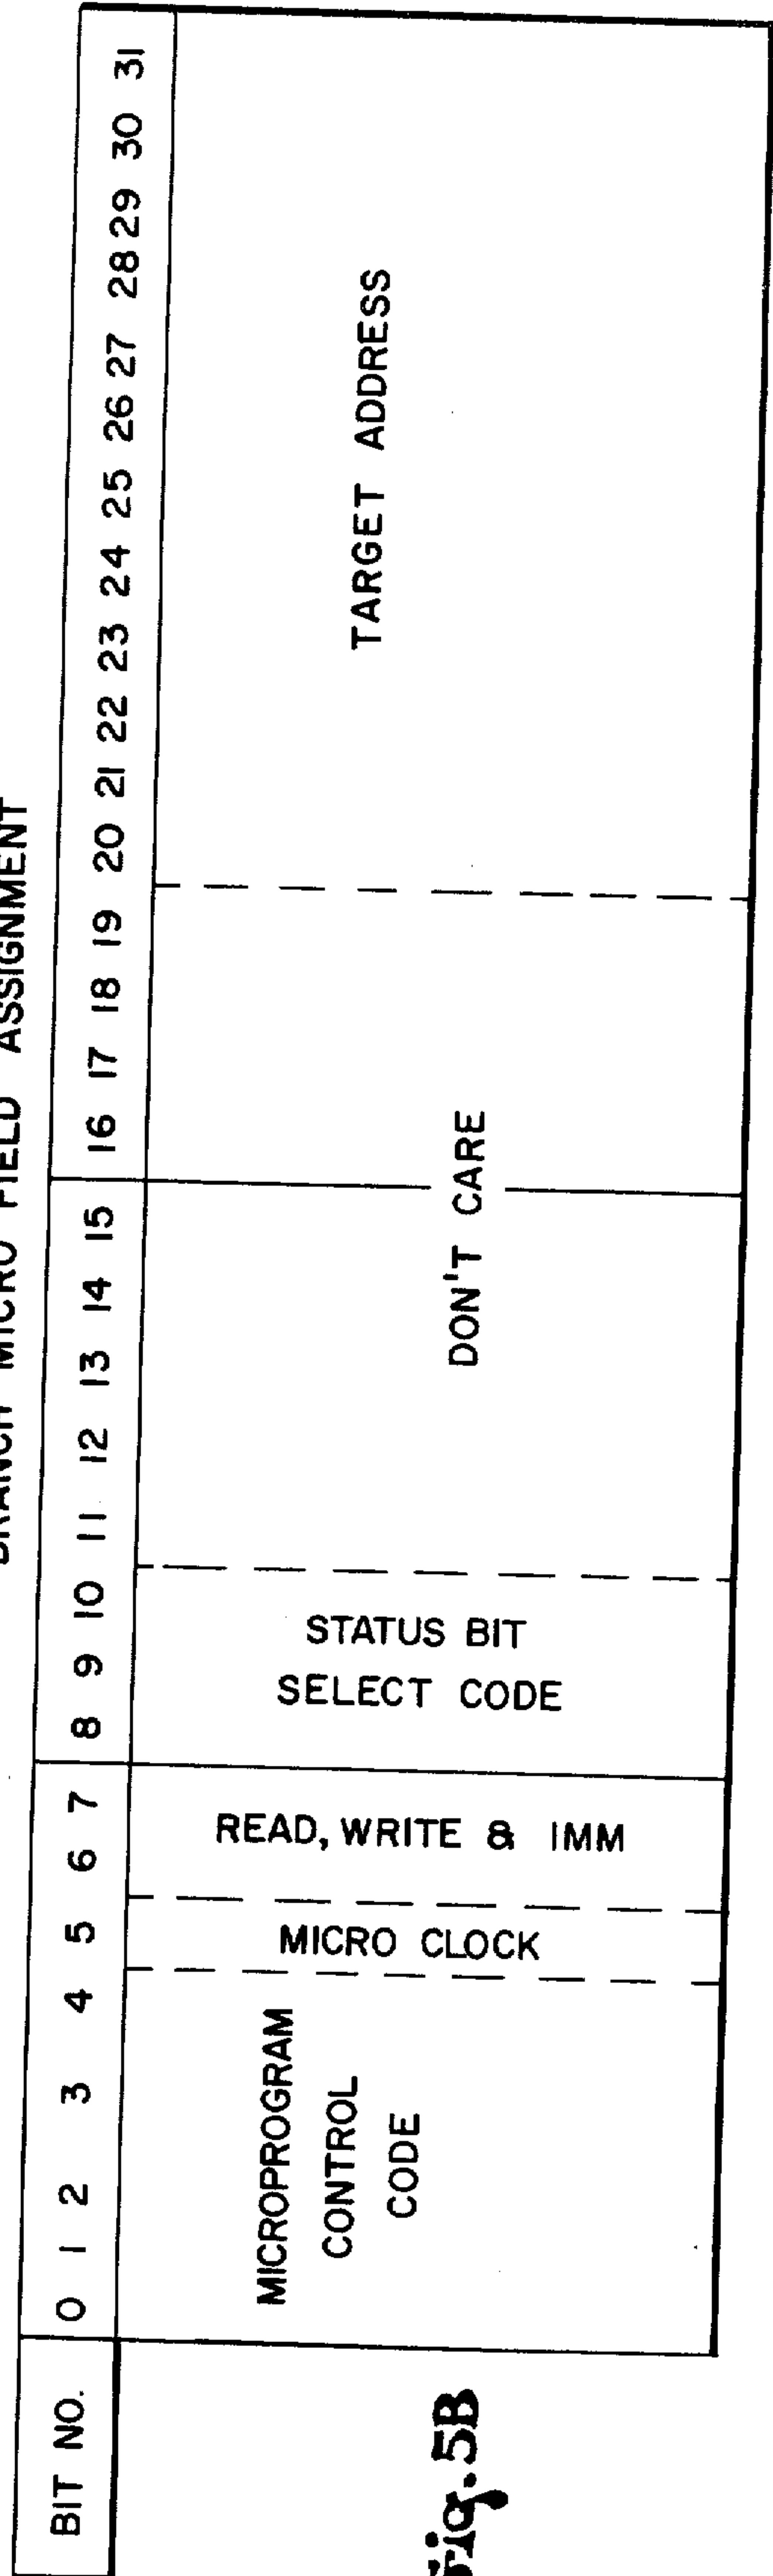 BRANCH MICRO FIELD ASSIGNMENT
BIT NO. 0 1 2 3 4 5 6 7 8 9 10 11 12 13 14 15 16 17 18 19 20 21 22 23 24 25 26 27 28 29 30 31
MICROPROGRAM
CONTROL
CODE
MICRO CLOCK
READ, WRITE & IMM
STATUS BIT
SELECT CODE
DON'T CARE
TARGET ADDRESS
Fig. 5B